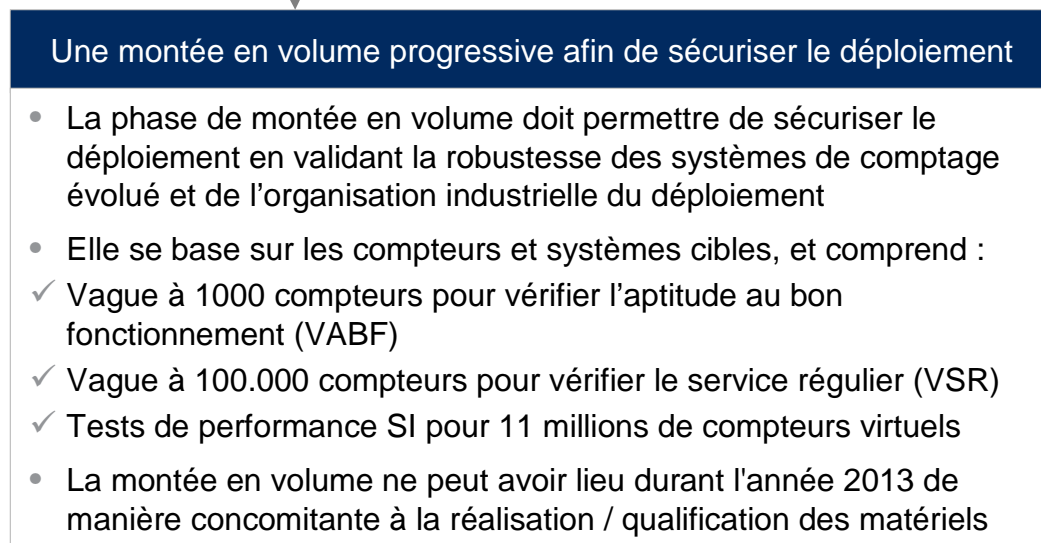 Une montée en volume progressive afin de sécuriser le déploiement
• La phase de montée en volume doit permettre de sécuriser le
déploiement en validant la robustesse des systèmes de comptage
évolué et de l’organisation industrielle du déploiement
• Elle se base sur les compteurs et systèmes cibles, et comprend :
✓ Vague à 1000 compteurs pour vérifier l’aptitude au bon
fonctionnement (VABF)
✓ Vague à 100.000 compteurs pour vérifier le service régulier (VSR)
✓ Tests de performance SI pour 11 millions de compteurs virtuels
• La montée en volume ne peut avoir lieu durant l'année 2013 de
manière concomitante à la réalisation / qualification des matériels